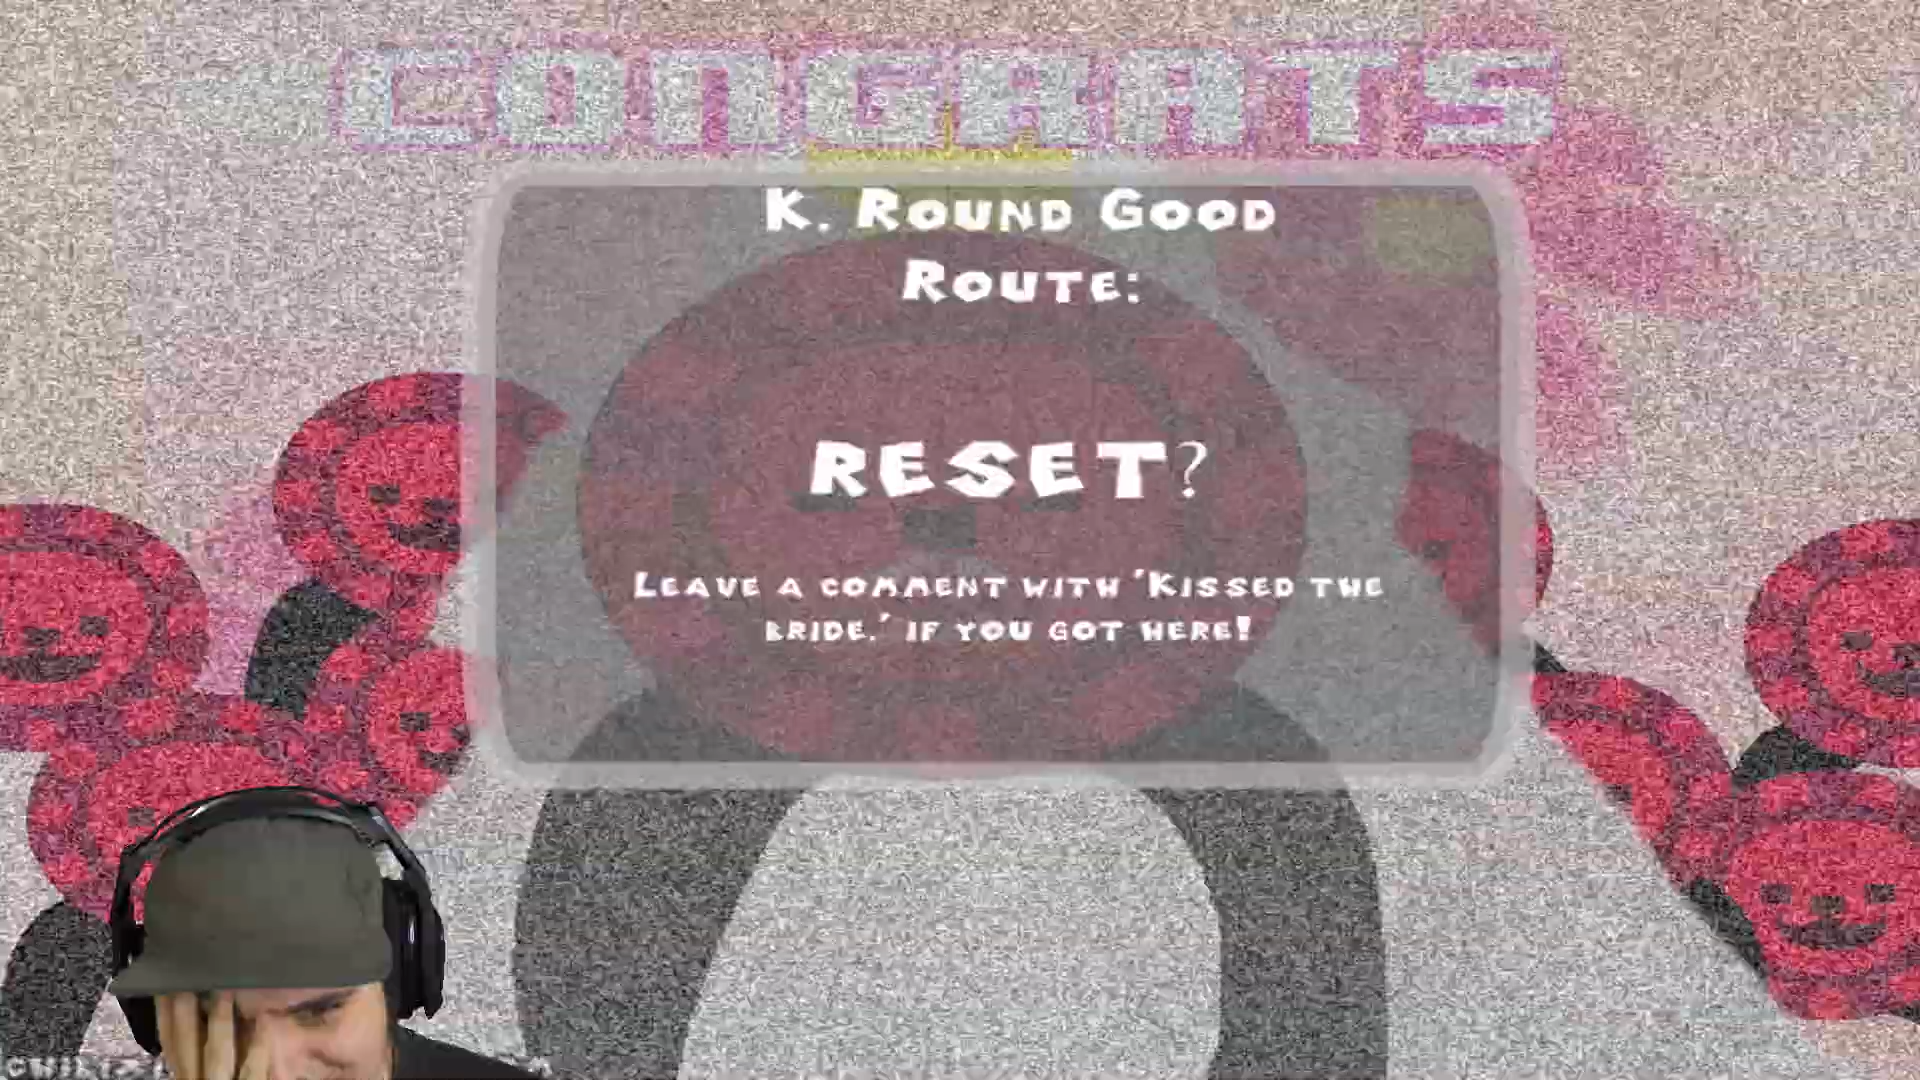 CONGRATS
K. ROUND GOOD
ROUTE:
RESET?
LEAVE A COMMENT WITH 'KISSED THE
BRIDE.' IF YOU GOT HERE!